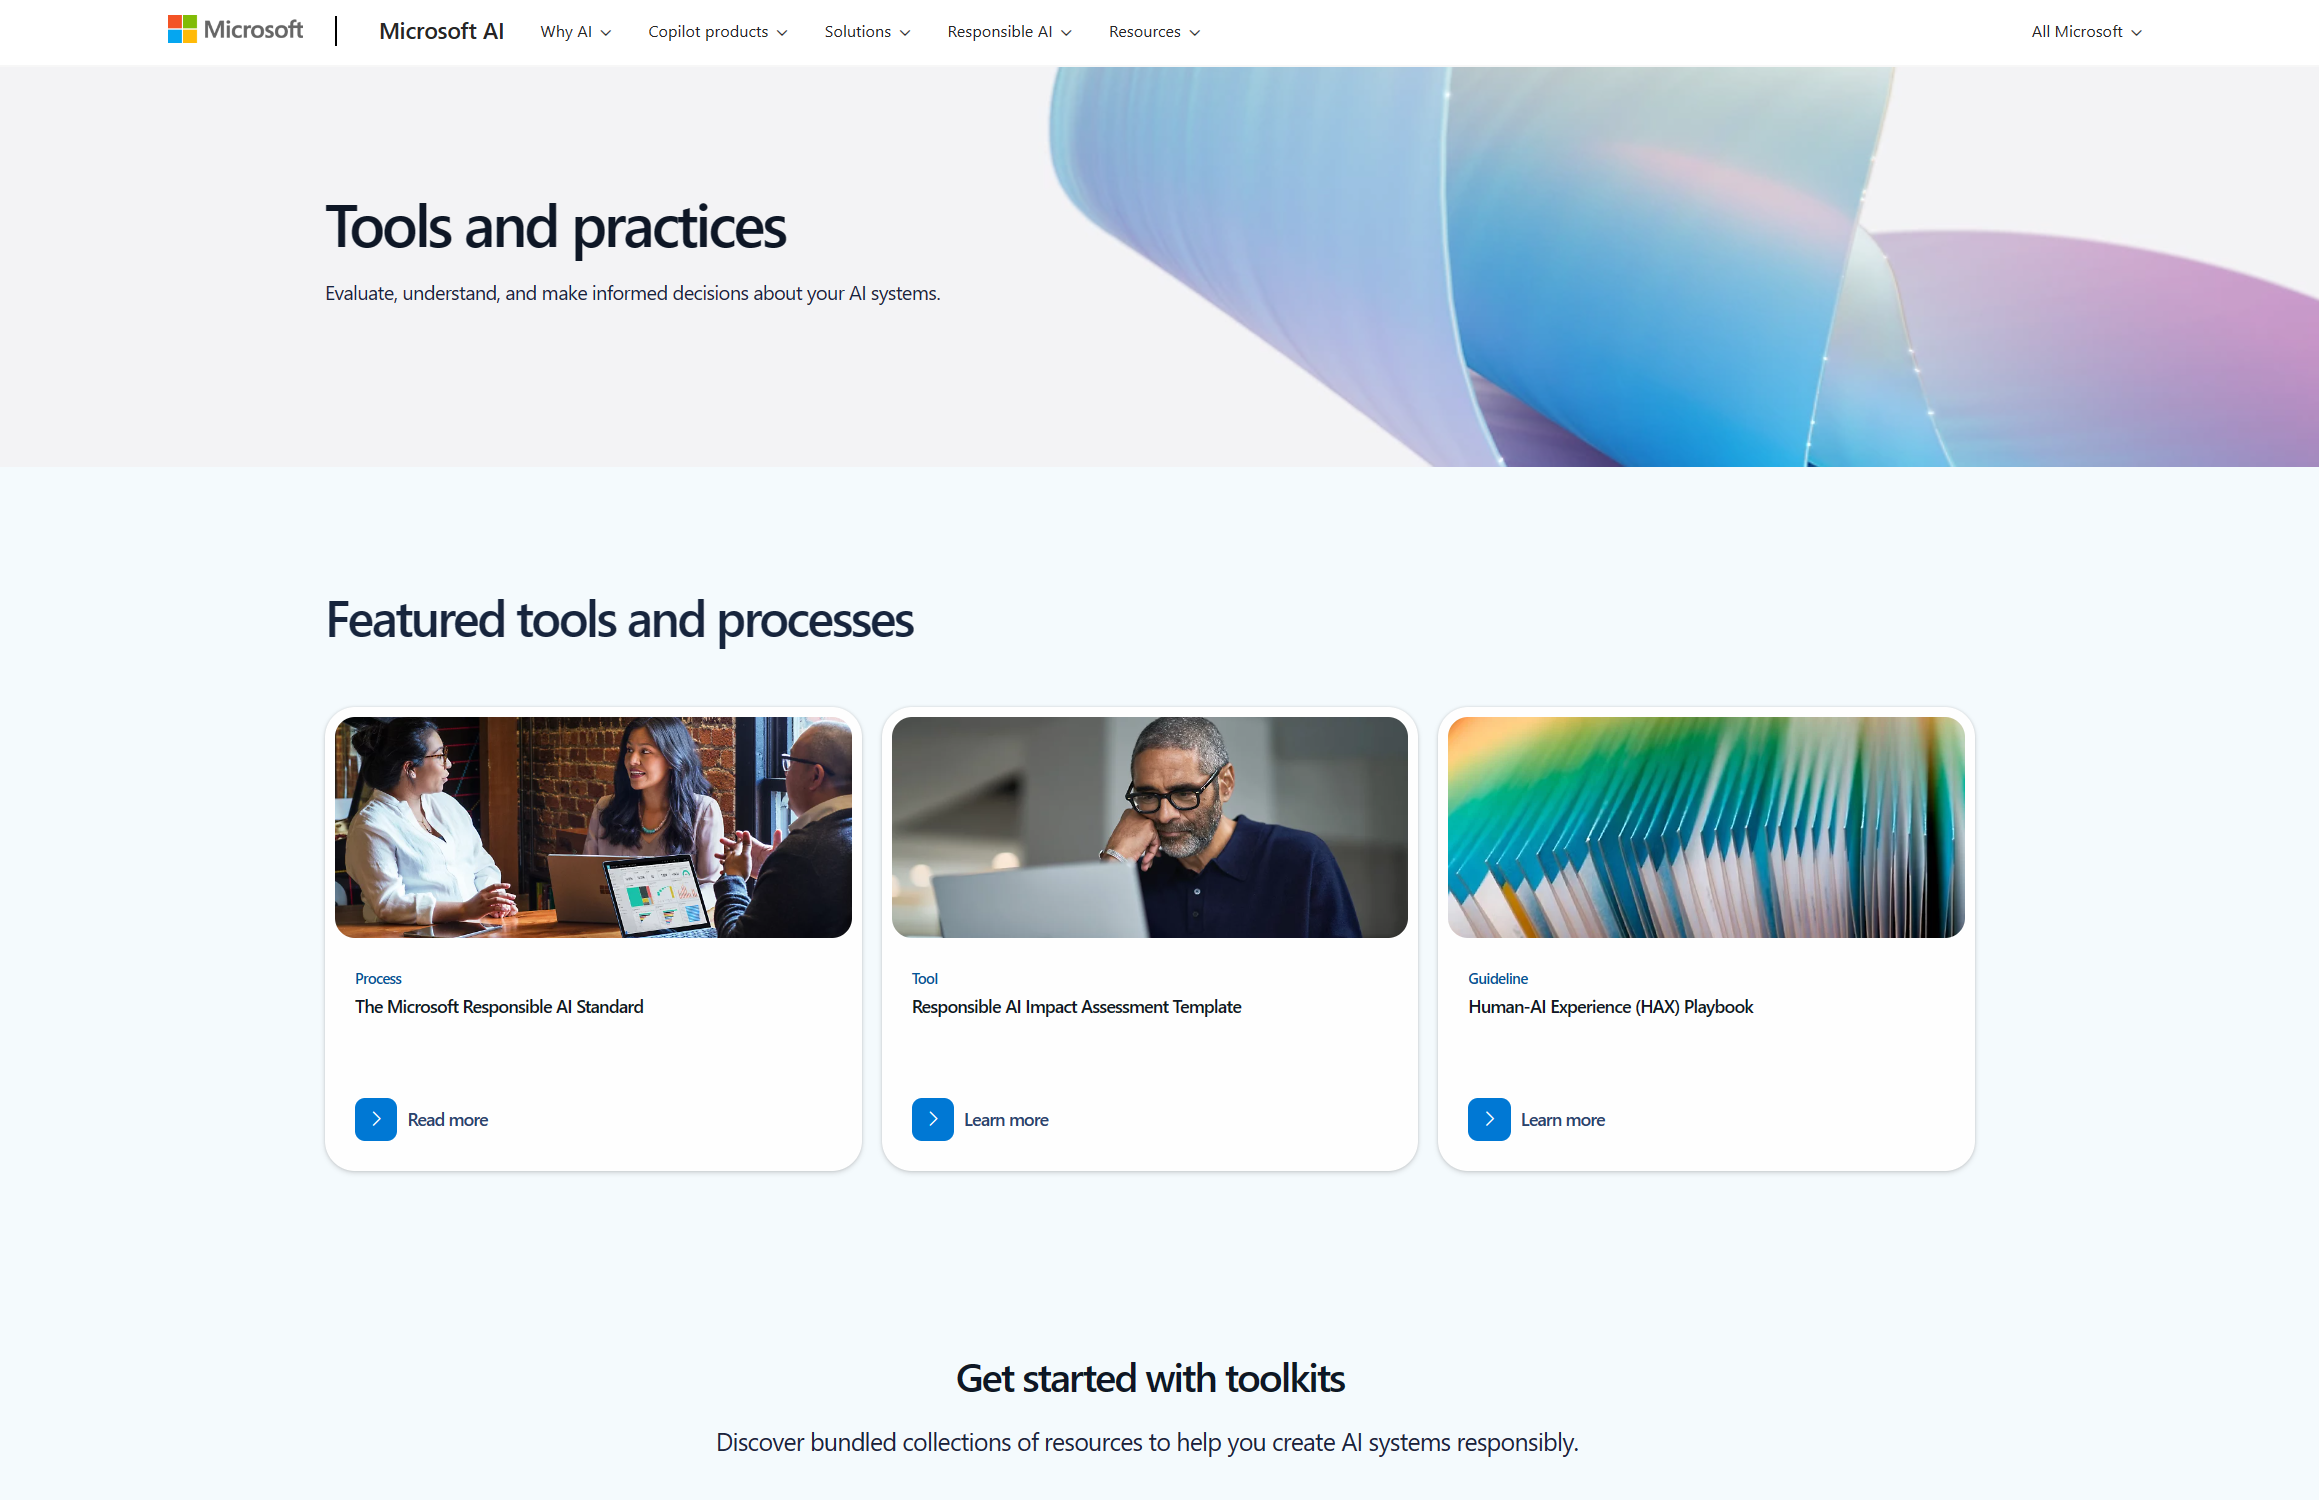 Microsoft
Microsoft AI
Why AI
Copilot products
Solutions
Responsible AI
Resources
All Microsoft
Tools and practices
Evaluate, understand, and make informed decisions about your AI systems.
Featured tools and processes
Process
The Microsoft Responsible AI Standard
Read more
Tool
Responsible AI Impact Assessment Template
Learn more
Guideline
Human-AI Experience (HAX) Playbook
Learn more
Get started with toolkits
Discover bundled collections of resources to help you create AI systems responsibly.